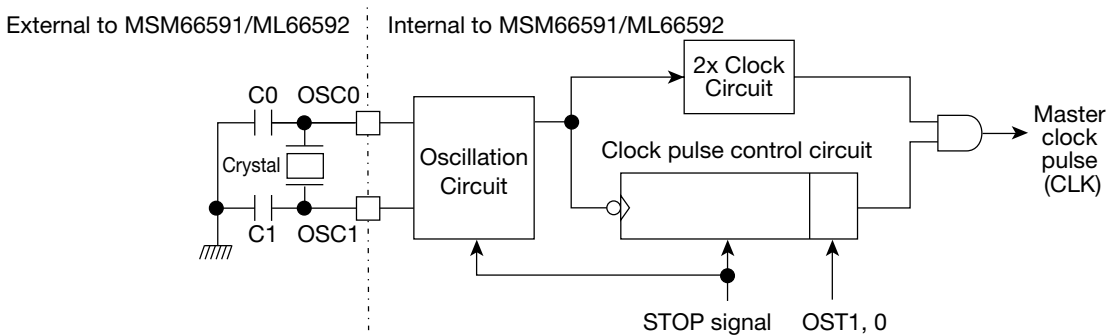 External to MSM66591/ML66592
Internal to MSM66591/ML66592
2x Clock
Circuit
C0
OSC0
Master
clock
pulse
(CLK)
Crystal
Oscillation
Circuit
Clock pulse control circuit
C1
OSC1
STOP signal
OST1, 0